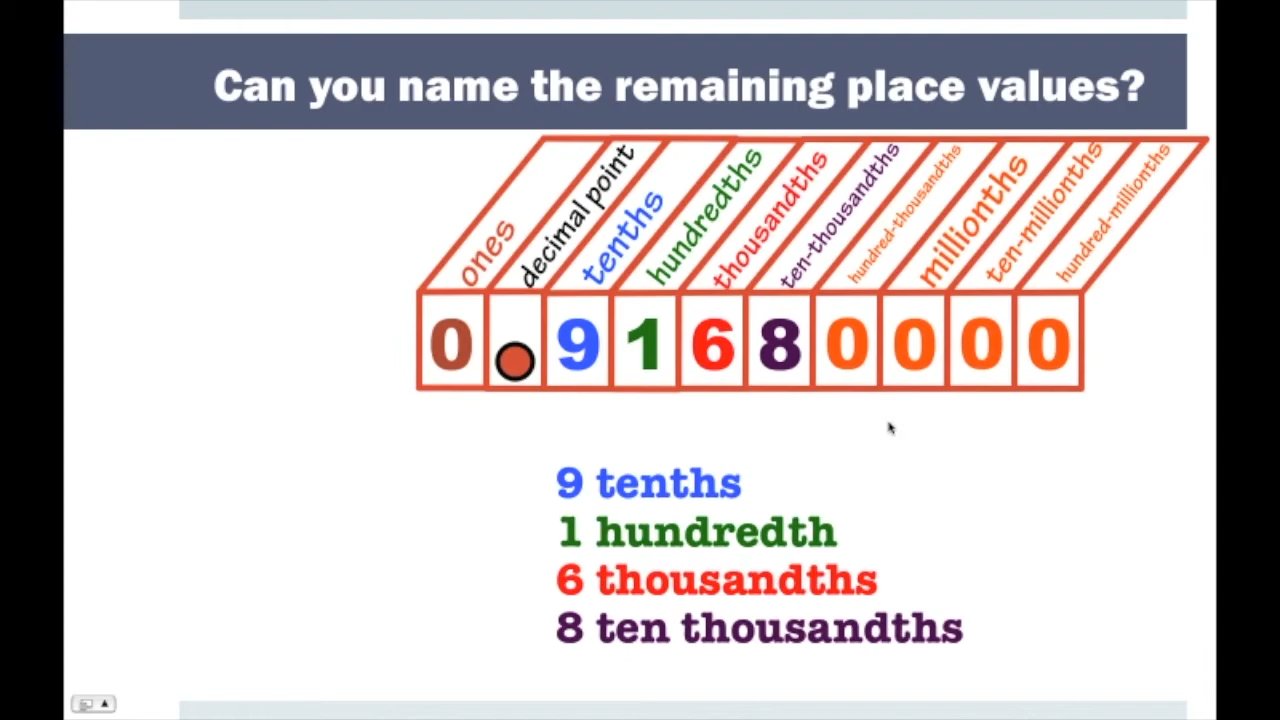 Can you name the remaining place values?
ones
decimal point
tenths
hundredths
thousandths
ten-thousandths
hundred-thousandths
millionths
ten-millionths
hundred-millionths
0 . 9 1 6 8 0 0 0 0
9 tenths
1 hundredth
6 thousandths
8 ten thousandths